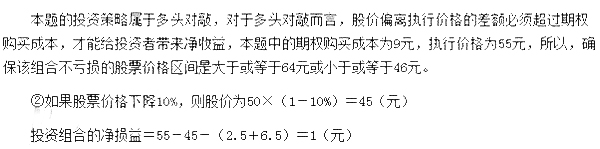 本题的投资策略属于多头对敲，对于多头对敲而言，股价偏离执行价格的差额必须超过期权
购买成本，才能给投资者带来净收益，本题中的期权购买成本为9元，执行价格为55元，所以，确
保该组合不亏损的股票价格区间是大于或等于64元或小于或等于46元。
②如果股票价格下降10%，则股价为50×（1－10%）＝45（元）
投资组合的净损益＝55－45－（2.5＋6.5）＝1（元）